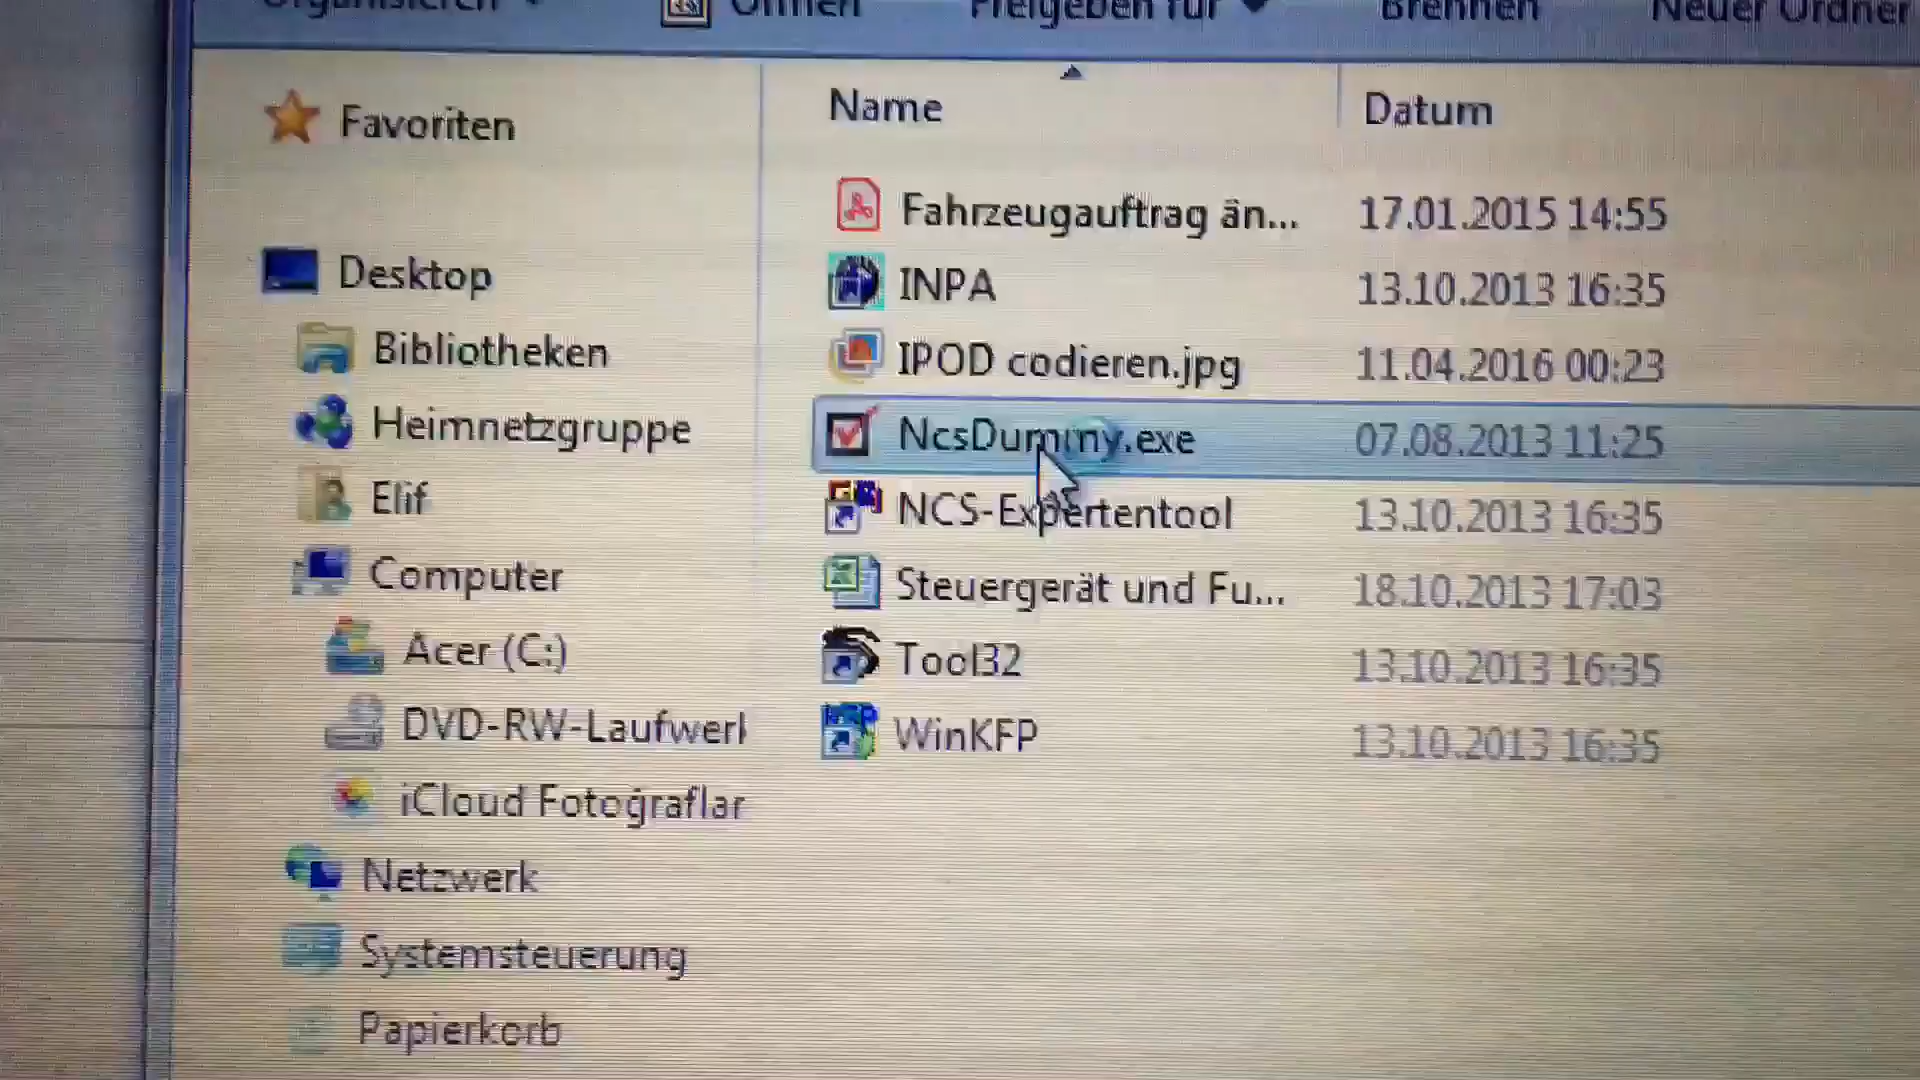 Organisieren
Öffnen
Freigeben für
Brennen
Neuer Ordner
Name
Datum
Favoriten
Desktop
Bibliotheken
Heimnetzgruppe
Elif
Computer
Acer (C:)
DVD-RW-Laufwerk
iCloud Fotoğraflar
Netzwerk
Systemsteuerung
Papierkorb
Fahrzeugauftrag än... 17.01.2015 14:55
INPA 13.10.2013 16:35
IPOD codieren.jpg 11.04.2016 00:23
NcsDummy.exe 07.08.2013 11:25
NCS-Expertentool 13.10.2013 16:35
Steuergerät und Fu... 18.10.2013 17:03
Tool32 13.10.2013 16:35
WinKFP 13.10.2013 16:35